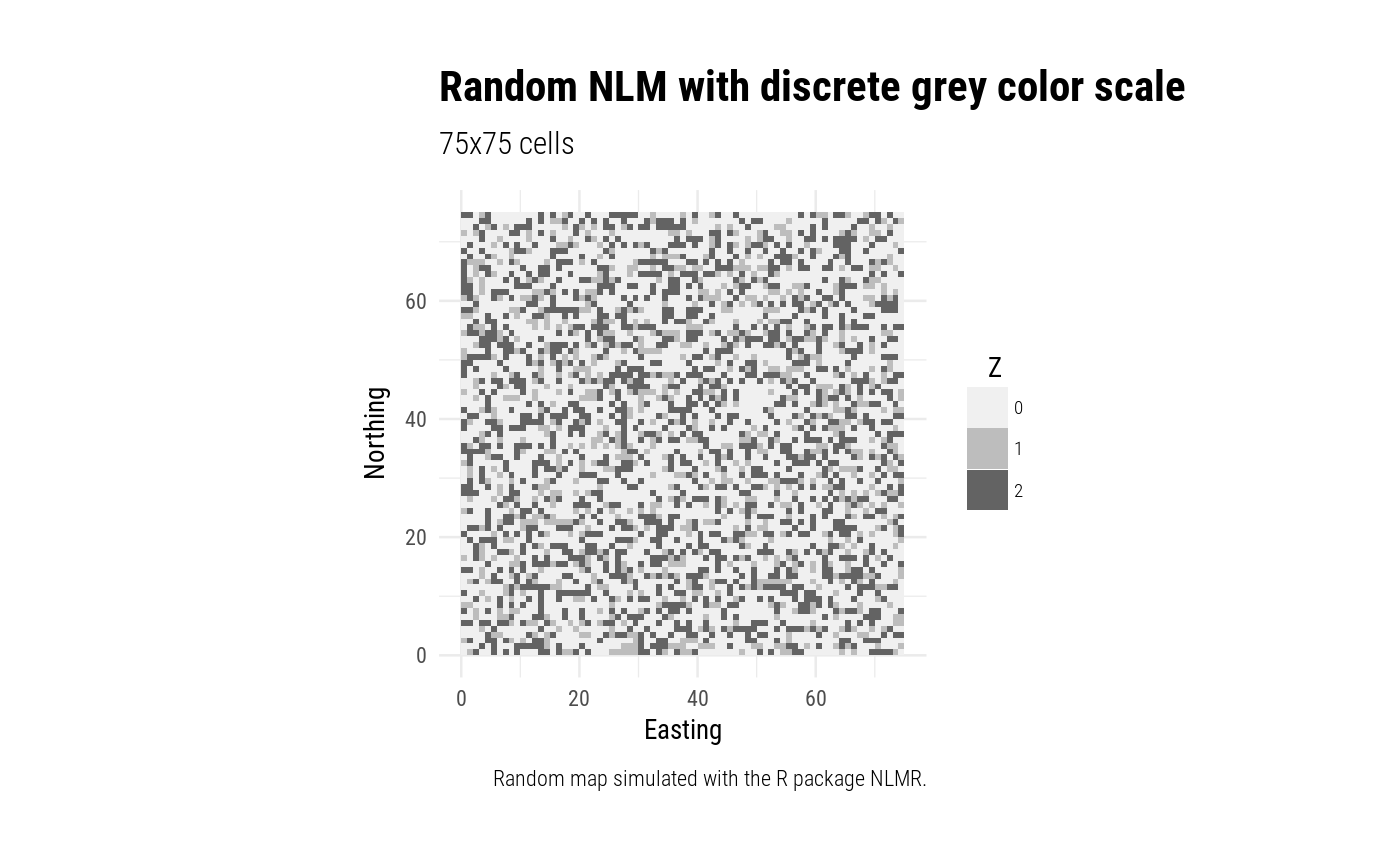 Random NLM with discrete grey color scale
75x75 cells
60
40
20
0
Northing
0
20
40
60
Easting
Z
0
1
2
Random map simulated with the R package NLMR.